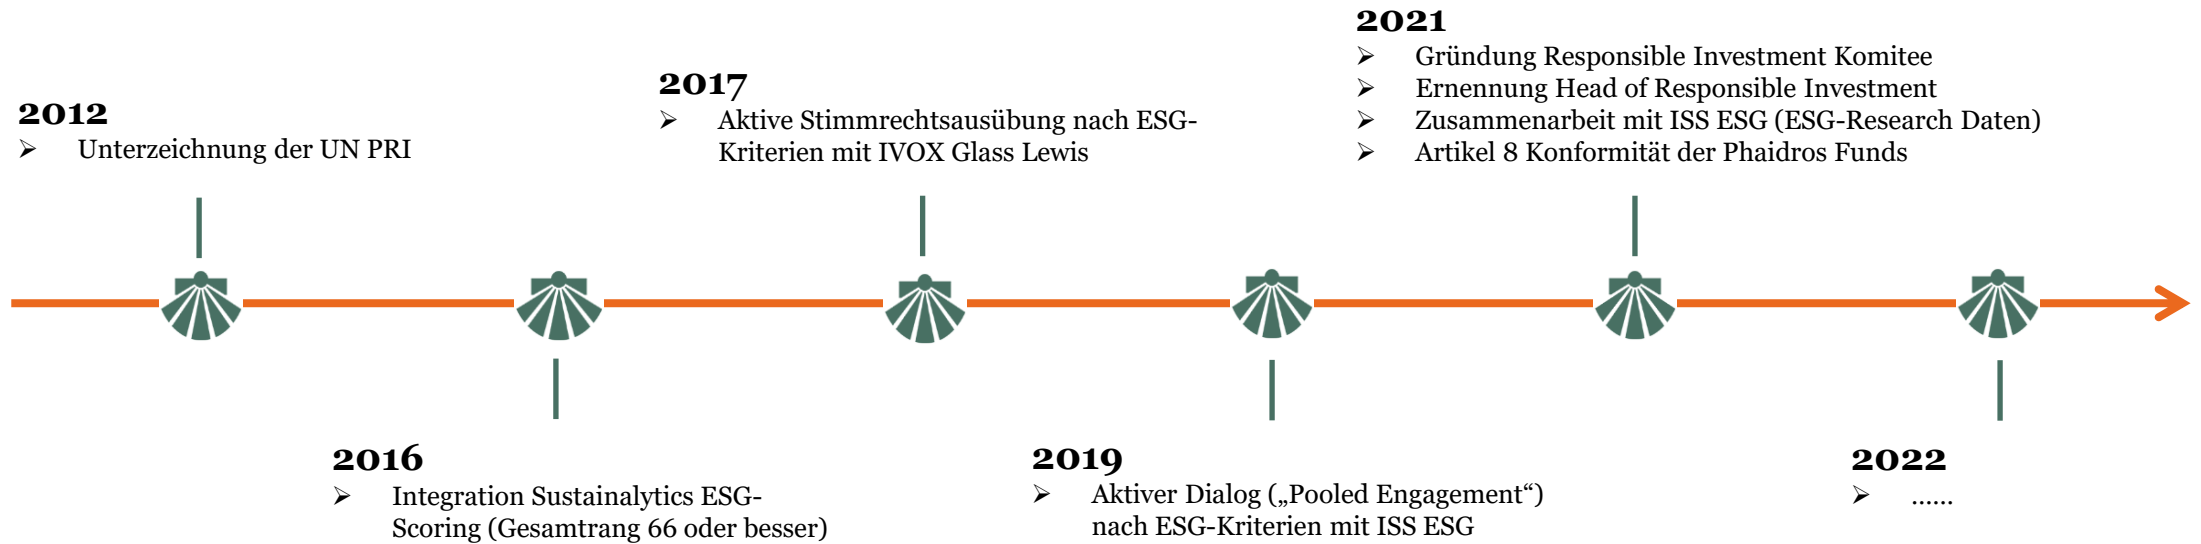 2012
➢ Unterzeichnung der UN PRI
2016
➢ Integration Sustainalytics ESG-
Scoring (Gesamtrang 66 oder besser)
2017
➢ Aktive Stimmrechtsausübung nach ESG-
Kriterien mit IVOX Glass Lewis
2019
➢ Aktiver Dialog („Pooled Engagement“)
nach ESG-Kriterien mit ISS ESG
2021
➢ Gründung Responsible Investment Komitee
➢ Ernennung Head of Responsible Investment
➢ Zusammenarbeit mit ISS ESG (ESG-Research Daten)
➢ Artikel 8 Konformität der Phaidros Funds
2022
➢ ......